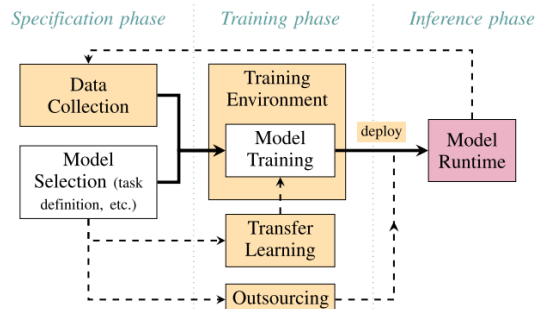 Specification phase
Training phase
Inference phase
Data
Collection
Training
Environment
Model
Training
deploy
Model
Runtime
Model
Selection (task
definition, etc.)
Transfer
Learning
Outsourcing